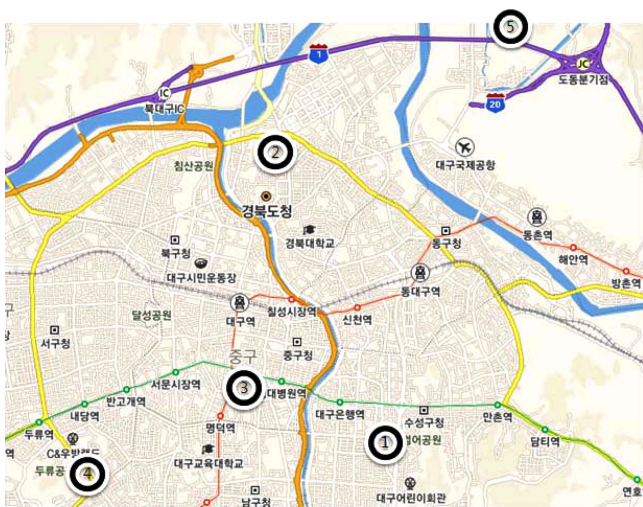 5
1
JC
도동분기점
IC
북대구IC
20
침산공원
2
대구국제공항
경북도청
경북대학교
동촌역
북구청
동구청
해안역
대구시민운동장
동대구역
방촌역
달성공원
대구역
칠성시장역
신천역
서구청
중구
중구청
서문시장역
3
대병원역
반고개역
내당역
대구은행역
수성구청
만촌역
두류역
명덕역
1
범어공원
담티역
역
C&우방랜드
대구교육대학교
두류공
4
남구청
대구어린이회관
연호